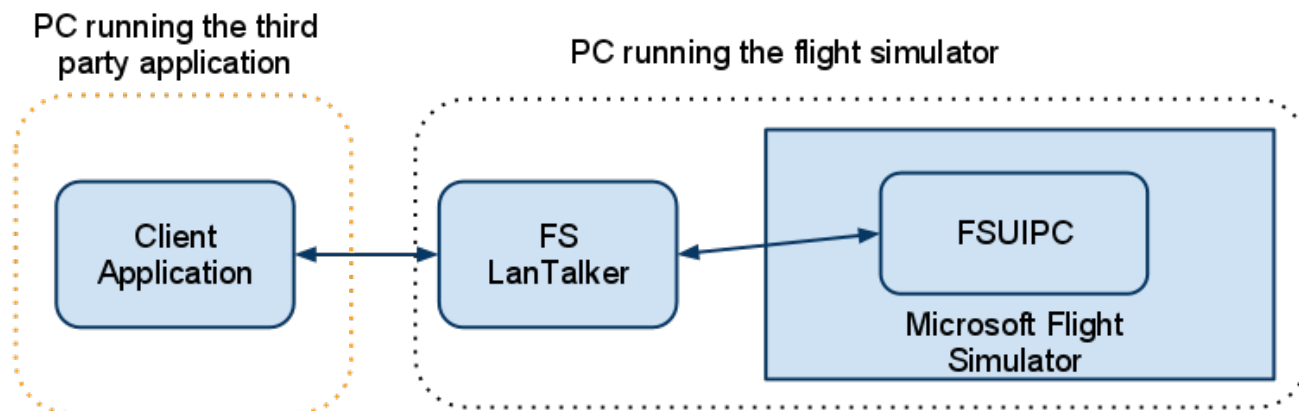 PC running the third
party application
PC running the flight simulator
Client
Application
FS
LanTalker
FSUIPC
Microsoft Flight
Simulator